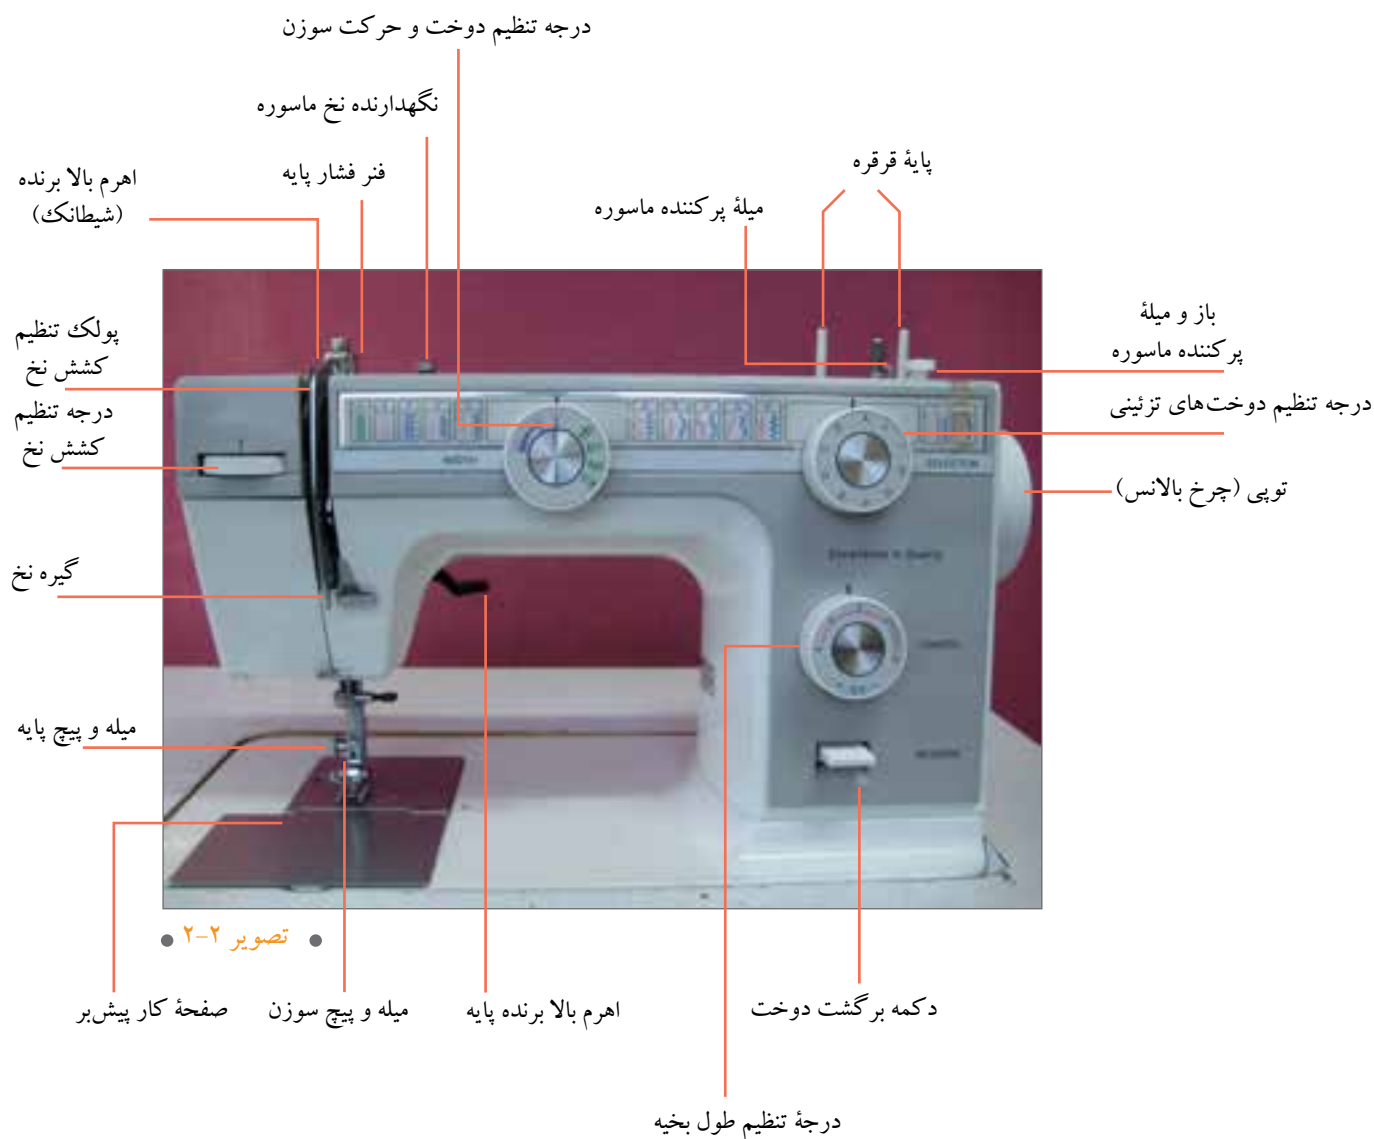 درجه تنظیم دوخت و حرکت سوزن
نگهدارنده نخ ماسوره
فنر فشار پایه
پایهٔ قرقره
اهرم بالا برنده
(شیطانک)
میلهٔ پرکننده ماسوره
باز و میلهٔ
پرکننده ماسوره
پولک تنظیم
کشش نخ
درجه تنظیم دوخت‌های تزئینی
درجه تنظیم
کشش نخ
توپی (چرخ بالانس)
گیره نخ
میله و پیچ پایه
WIDTH
SELECTOR
تصویر ۲-۲
صفحهٔ کار پیش‌بر
میله و پیچ سوزن
اهرم بالا برنده پایه
دکمه برگشت دوخت
درجهٔ تنظیم طول بخیه